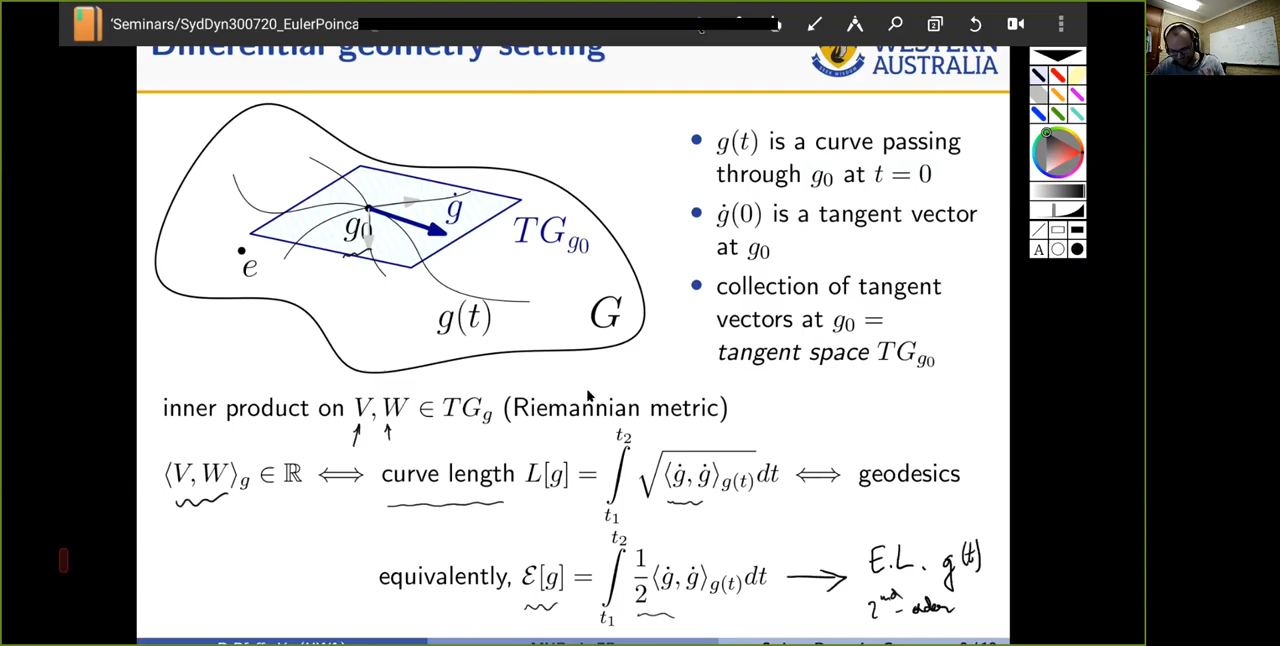 'Seminars/SydDyn300720_EulerPoinca
Differential geometry setting
WESTERN
AUSTRALIA
• g(t) is a curve passing
through g₀ at t = 0
• ġ(0) is a tangent vector
at g₀
• collection of tangent
vectors at g₀ =
tangent space TG_{g₀}
g₀
ġ
TG_{g₀}
e
g(t)
G
inner product on V, W ∈ TG_g (Riemannian metric)
⟨V, W⟩_g ∈ ℝ ⟺ curve length L[g] = ∫_{t₁}^{t₂} √⟨ġ, ġ⟩_{g(t)} dt ⟺ geodesics
equivalently, ℰ[g] = ∫_{t₁}^{t₂} 1/2 ⟨ġ, ġ⟩_{g(t)} dt ⟶ E.L. g(t)
2nd-order
A